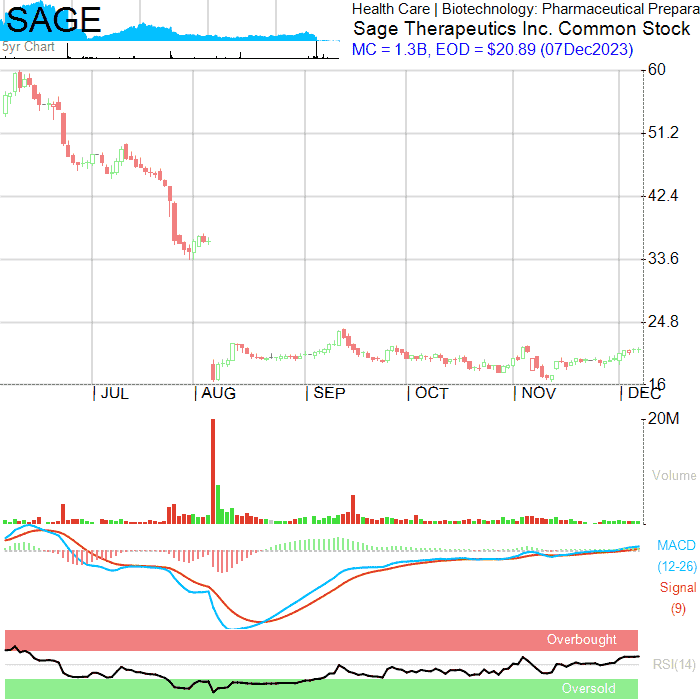 SAGE
5yr Chart
Health Care | Biotechnology: Pharmaceutical Prepara
Sage Therapeutics Inc. Common Stock
MC = 1.3B, EOD = $20.89 (07Dec2023)
60
51.2
42.4
33.6
24.8
16
JUL
AUG
SEP
OCT
NOV
DEC
20M
Volume
MACD
(12-26)
Signal
(9)
Overbought
RSI(14)
Oversold